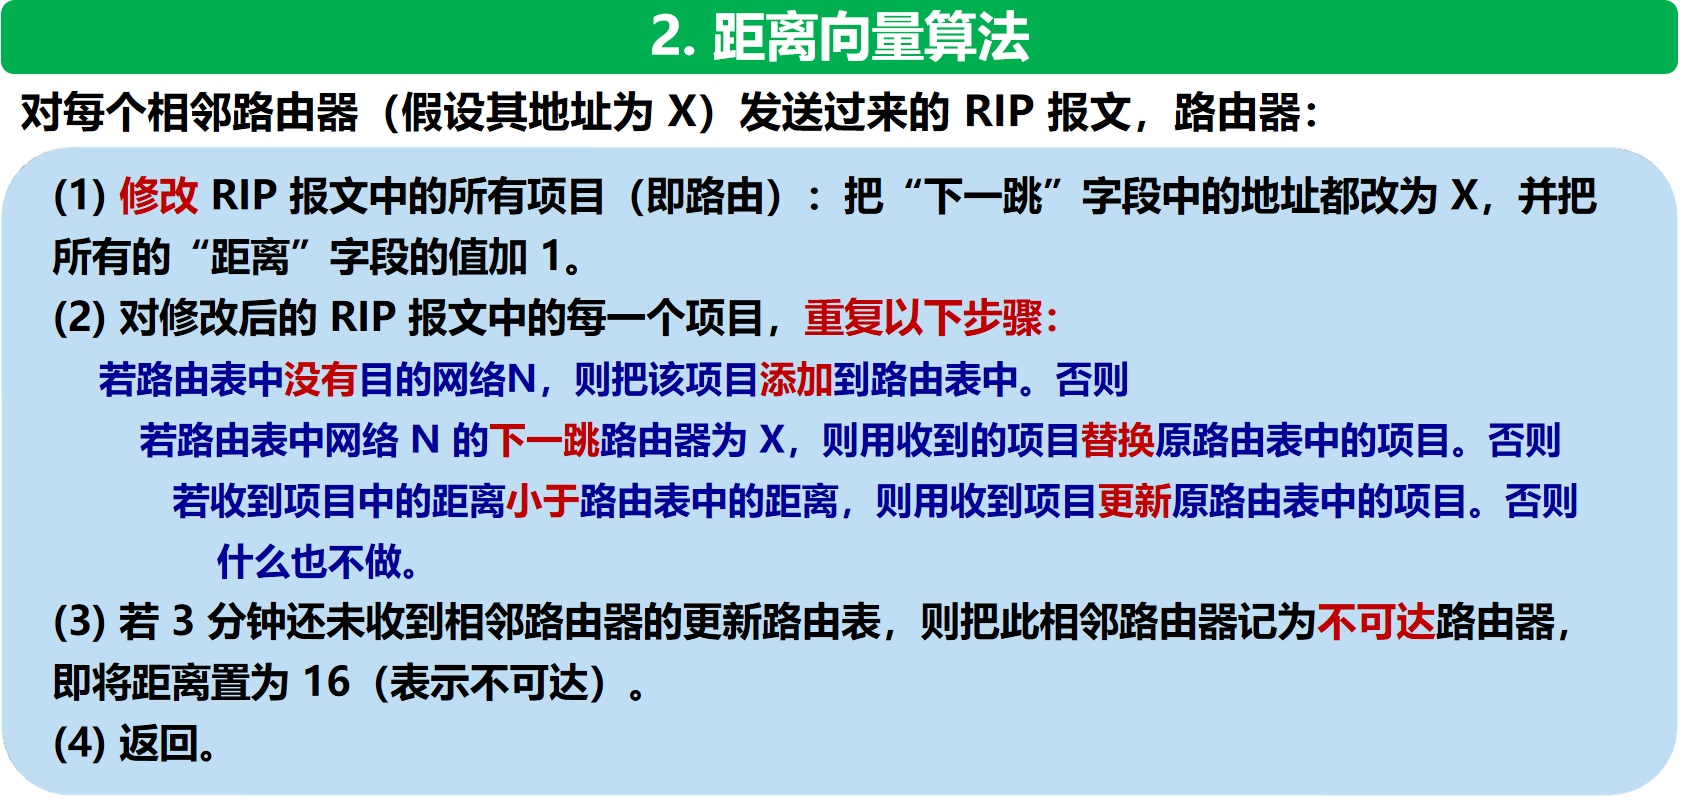 2. 距离向量算法
对每个相邻路由器（假设其地址为 X）发送过来的 RIP 报文，路由器：
(1) 修改 RIP 报文中的所有项目（即路由）：把“下一跳”字段中的地址都改为 X，并把
所有的“距离”字段的值加 1。
(2) 对修改后的 RIP 报文中的每一个项目，重复以下步骤：
若路由表中没有目的网络N，则把该项目添加到路由表中。否则
若路由表中网络 N 的下一跳路由器为 X，则用收到的项目替换原路由表中的项目。否则
若收到项目中的距离小于路由表中的距离，则用收到项目更新原路由表中的项目。否则
什么也不做。
(3) 若 3 分钟还未收到相邻路由器的更新路由表，则把此相邻路由器记为不可达路由器，
即将距离置为 16（表示不可达）。
(4) 返回。